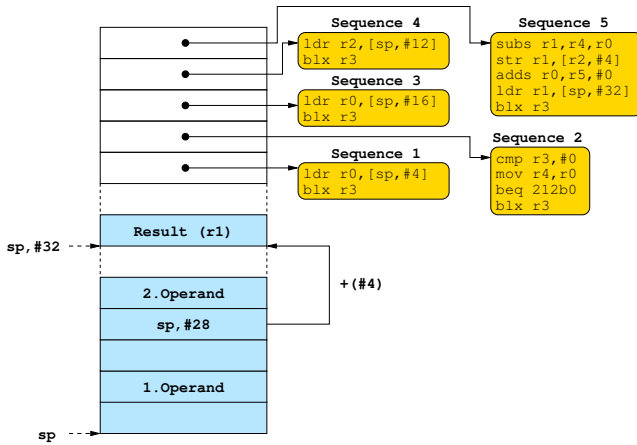 Sequence 4
ldr r2,[sp,#12]
blx r3
Sequence 5
subs r1,r4,r0
str r1,[r2,#4]
adds r0,r5,#0
ldr r1,[sp,#32]
blx r3
Sequence 3
ldr r0,[sp,#16]
blx r3
Sequence 2
cmp r3,#0
mov r4,r0
beq 212b0
blx r3
Sequence 1
ldr r0,[sp,#4]
blx r3
Result (r1)
sp,#32
+(#4)
2.Operand
sp,#28
1.Operand
sp